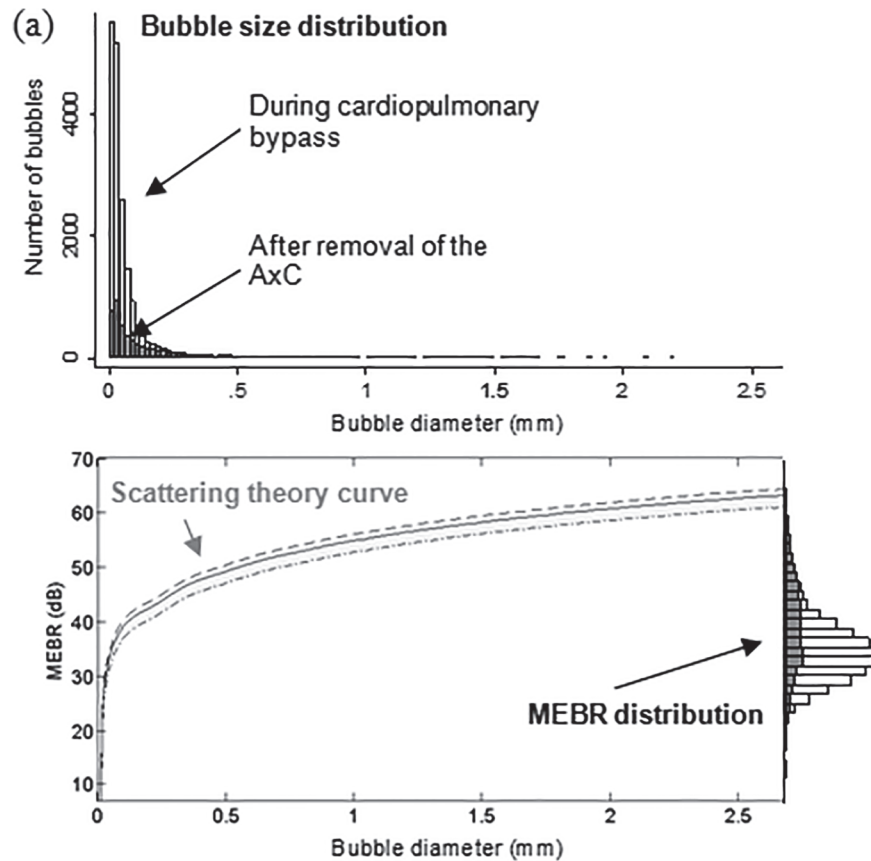 (a)
Bubble size distribution
Number of bubbles
4000
2000
0
During cardiopulmonary
bypass
After removal of the
AxC
0 .5 1 1.5 2 2.5
Bubble diameter (mm)
MEBR (dB)
70
60
50
40
30
20
10
Scattering theory curve
MEBR distribution
0 0.5 1 1.5 2 2.5
Bubble diameter (mm)